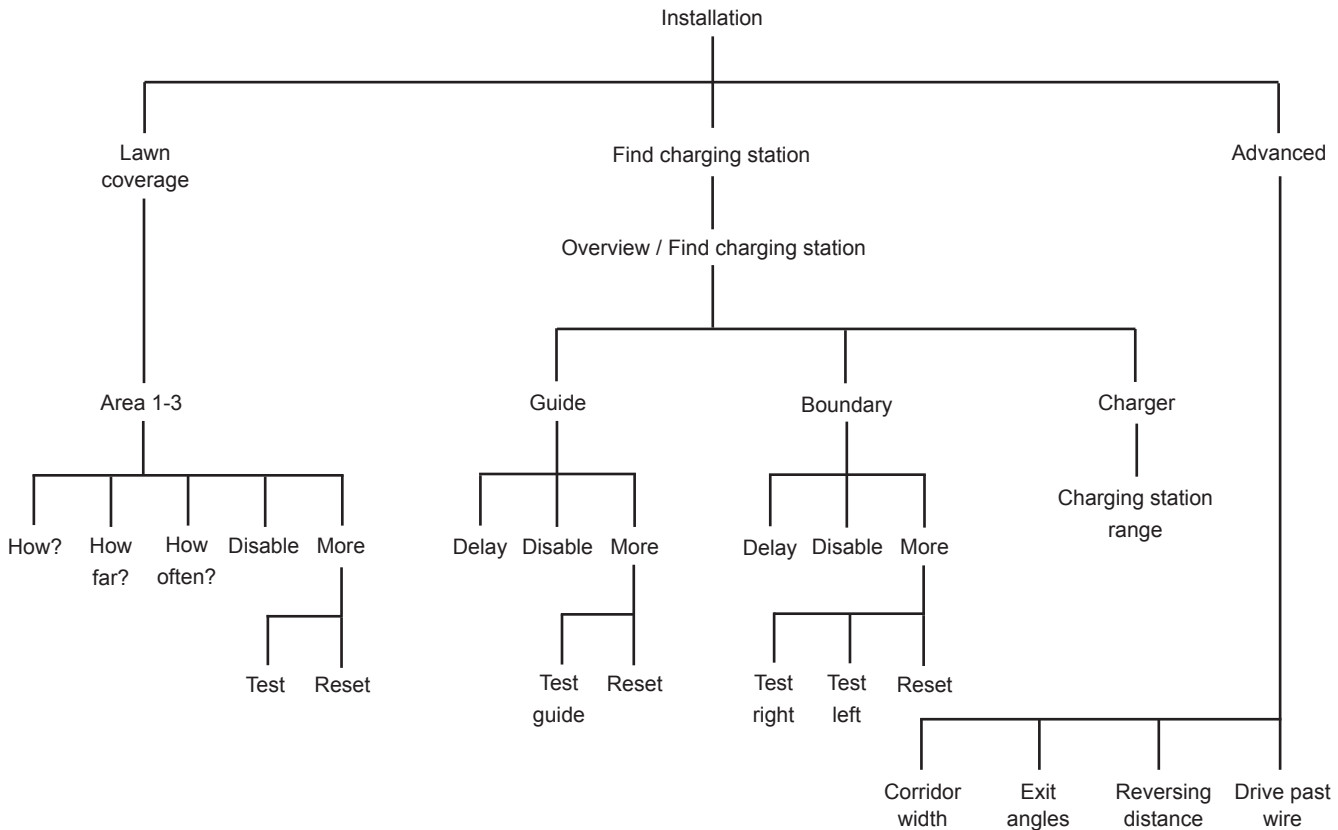 Installation
Lawn
coverage
Find charging station
Advanced
Overview / Find charging station
Area 1-3
Guide
Boundary
Charger
How?
How
far?
How
often?
Disable
More
Delay
Disable
More
Delay
Disable
More
Charging station
range
Test
Reset
Test
guide
Reset
Test
right
Test
left
Reset
Corridor
width
Exit
angles
Reversing
distance
Drive past
wire